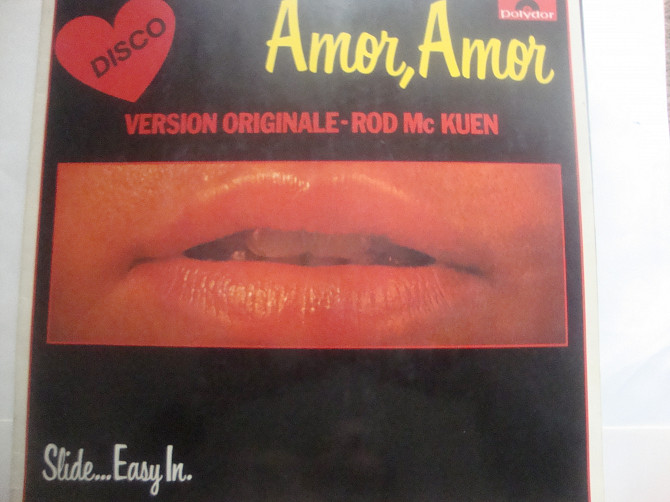 DISCO
Amor, Amor
Polydor
VERSION ORIGINALE - ROD Mc KUEN
Slide... Easy In.